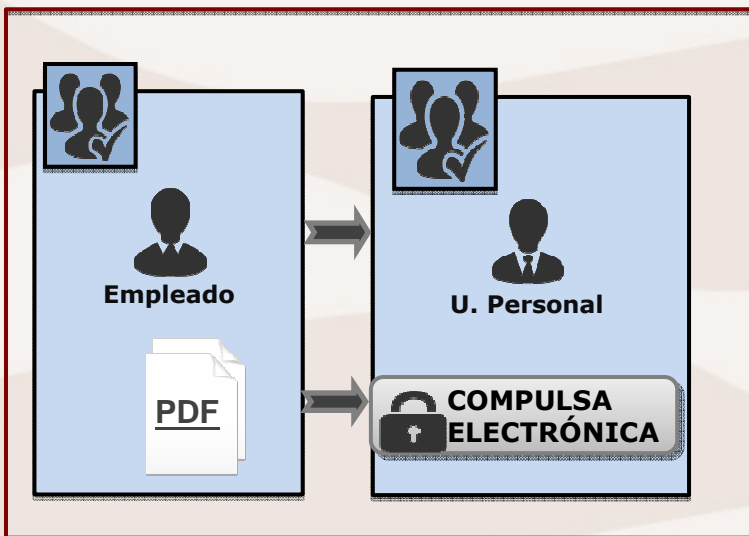 Empleado
U. Personal
PDF
COMPULSA
ELECTRÓNICA